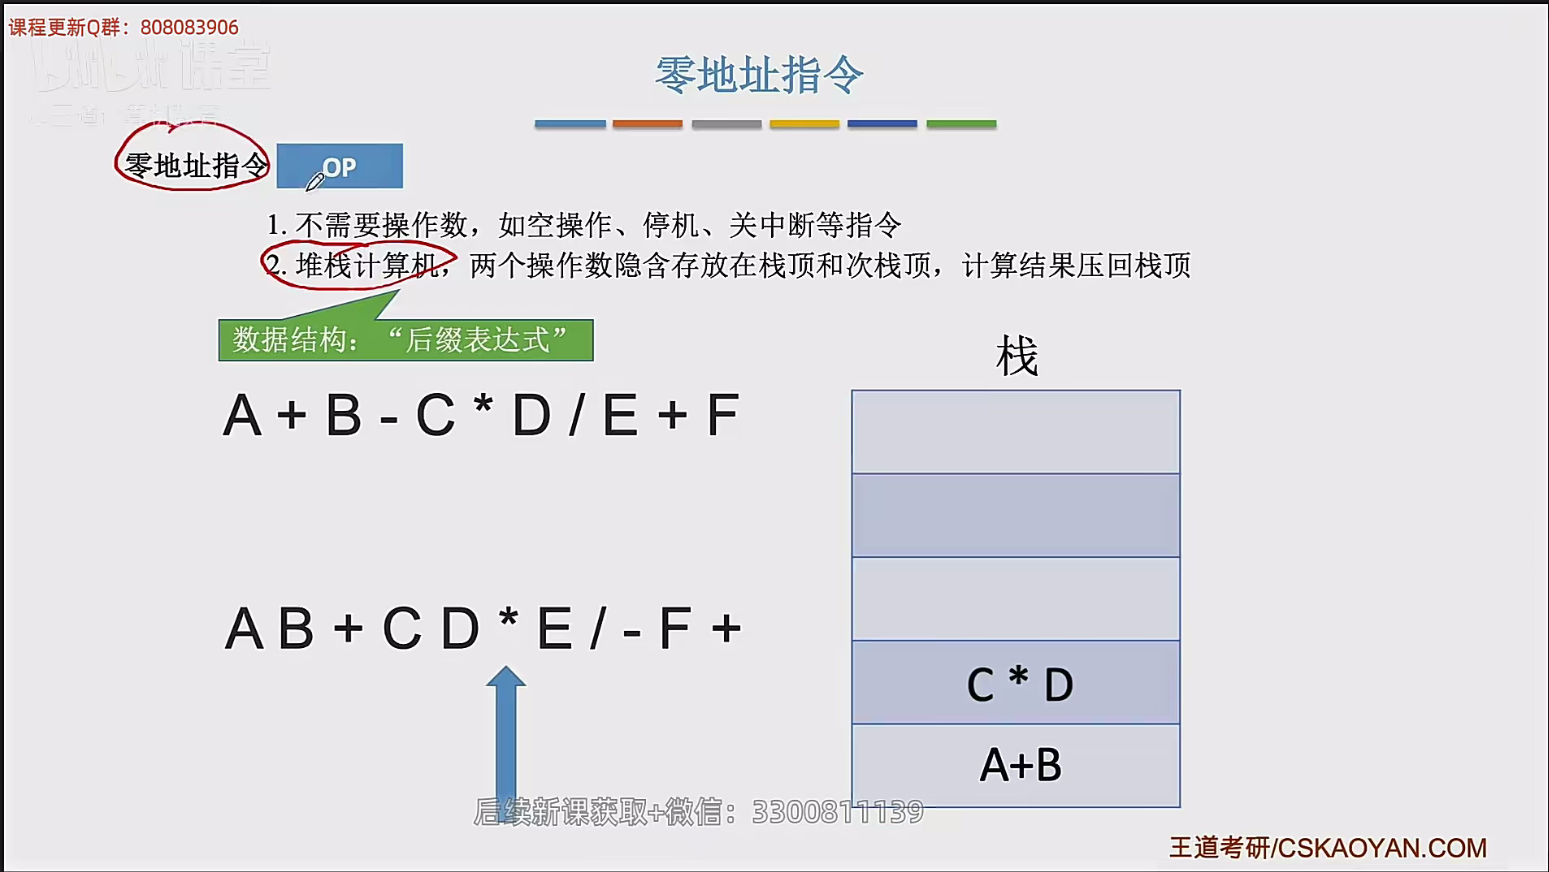 课程更新Q群：808083906
课堂
零地址指令
零地址指令 OP
1. 不需要操作数，如空操作、停机、关中断等指令
2. 堆栈计算机，两个操作数隐含存放在栈顶和次栈顶，计算结果压回栈顶
数据结构：“后缀表达式”
栈
A + B - C * D / E + F
A B + C D * E / - F +
C * D
A+B
后续新课获取+微信：3300811139
王道考研/CSKAOYAN.COM